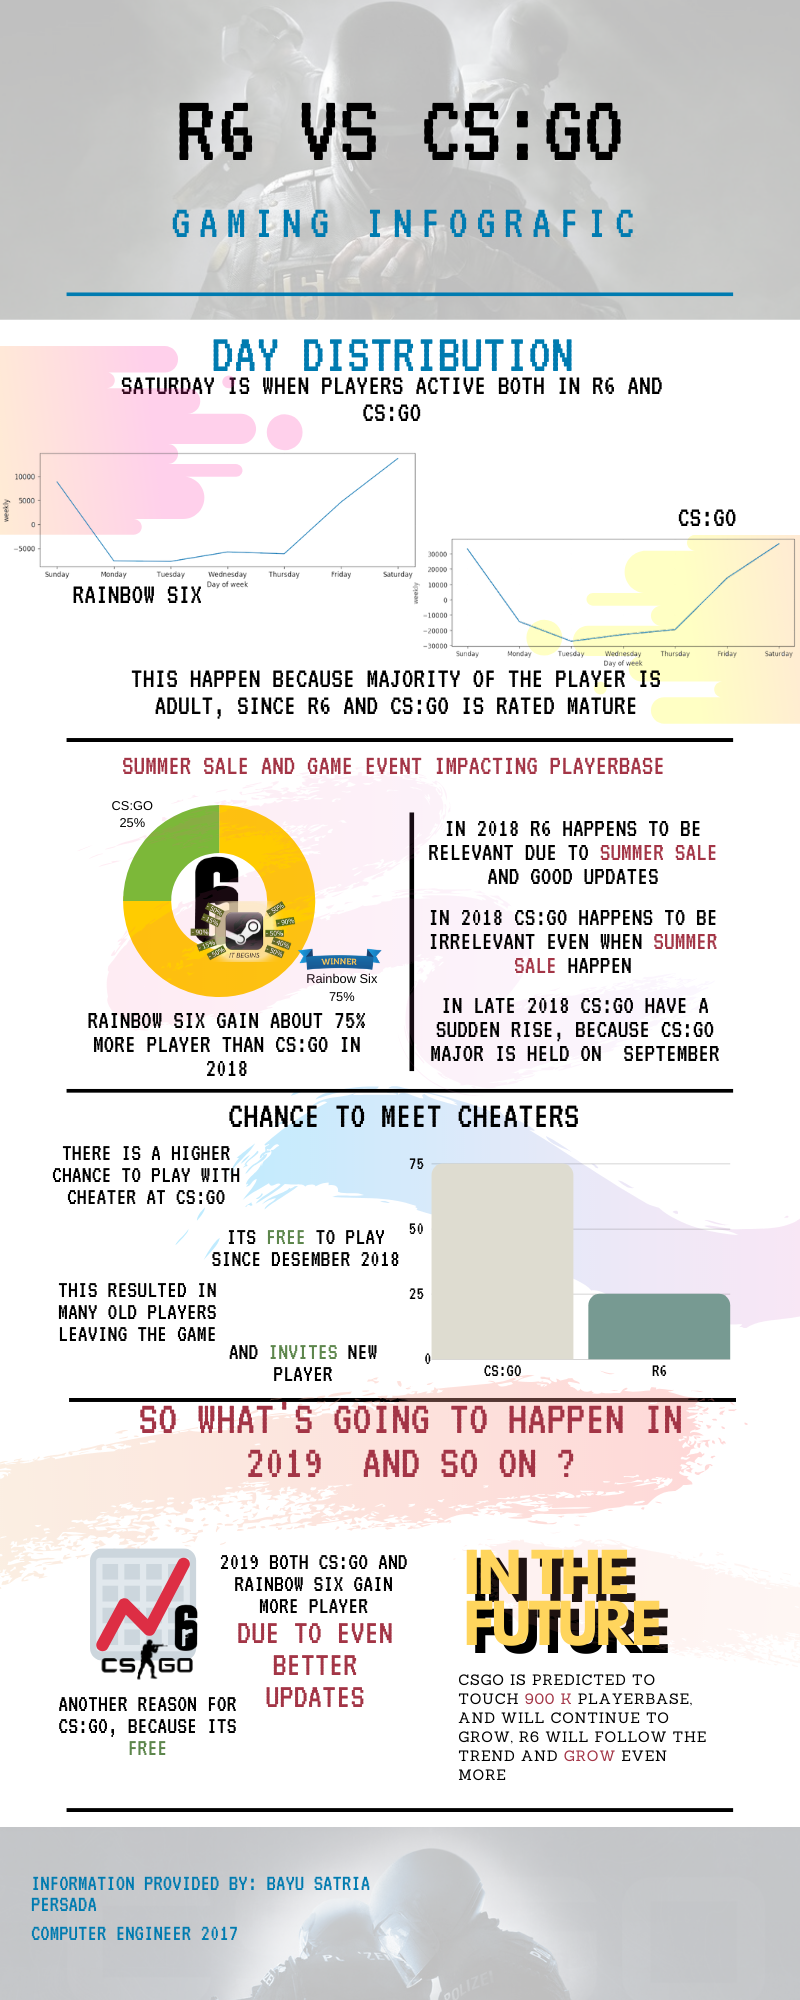 R6 VS CS:GO
GAMING INFOGRAFIC
DAY DISTRIBUTION
SATURDAY IS WHEN PLAYERS ACTIVE BOTH IN R6 AND
CS:GO
weekly
10000
5000
0
−5000
Sunday Monday Tuesday Wednesday Thursday Friday Saturday
Day of week
RAINBOW SIX
CS:GO
weekly
30000
20000
10000
0
−10000
−20000
−30000
Sunday Monday Tuesday Wednesday Thursday Friday Saturday
Day of week
THIS HAPPEN BECAUSE MAJORITY OF THE PLAYER IS
ADULT, SINCE R6 AND CS:GO IS RATED MATURE
SUMMER SALE AND GAME EVENT IMPACTING PLAYERBASE
CS:GO
25%
6
IT BEGINS
WINNER
Rainbow Six
75%
RAINBOW SIX GAIN ABOUT 75%
MORE PLAYER THAN CS:GO IN
2018
IN 2018 R6 HAPPENS TO BE
RELEVANT DUE TO SUMMER SALE
AND GOOD UPDATES
IN 2018 CS:GO HAPPENS TO BE
IRRELEVANT EVEN WHEN SUMMER
SALE HAPPEN
IN LATE 2018 CS:GO HAVE A
SUDDEN RISE, BECAUSE CS:GO
MAJOR IS HELD ON SEPTEMBER
CHANCE TO MEET CHEATERS
THERE IS A HIGHER
CHANCE TO PLAY WITH
CHEATER AT CS:GO
ITS FREE TO PLAY
SINCE DESEMBER 2018
THIS RESULTED IN
MANY OLD PLAYERS
LEAVING THE GAME
AND INVITES NEW
PLAYER
75
50
25
0
CS:GO R6
SO WHAT'S GOING TO HAPPEN IN
2019 AND SO ON ?
6
CS GO
ANOTHER REASON FOR
CS:GO, BECAUSE ITS
FREE
2019 BOTH CS:GO AND
RAINBOW SIX GAIN
MORE PLAYER
DUE TO EVEN
BETTER
UPDATES
IN THE
FUTURE
CSGO IS PREDICTED TO
TOUCH 900 K PLAYERBASE,
AND WILL CONTINUE TO
GROW, R6 WILL FOLLOW THE
TREND AND GROW EVEN
MORE
INFORMATION PROVIDED BY: BAYU SATRIA
PERSADA
COMPUTER ENGINEER 2017
POLIZEI